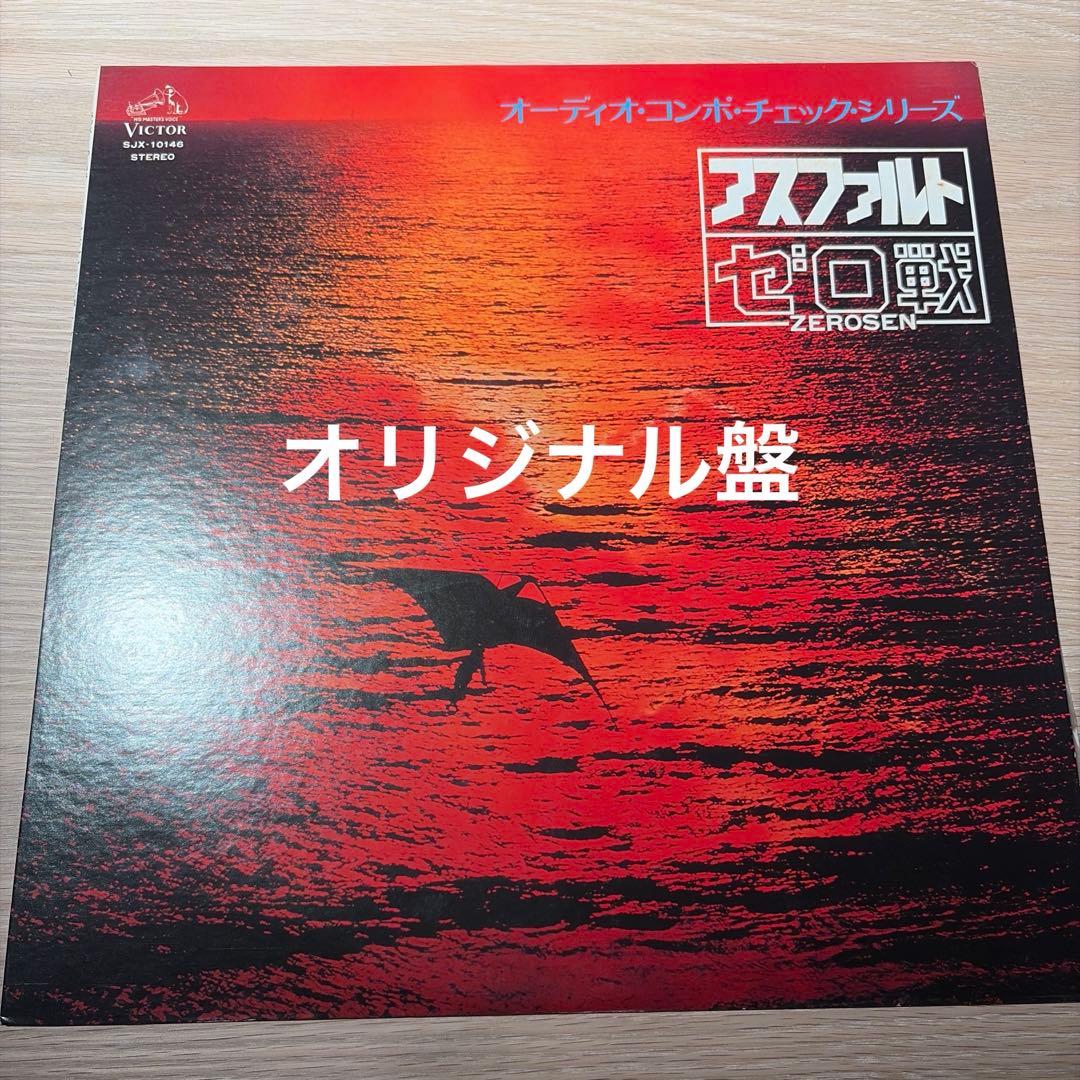 HIS MASTER'S VOICE
VICTOR
SJX-10146
STEREO
オーディオ・コンポ・チェック・シリーズ
アスファルト
ゼロ戦
ZEROSEN
オリジナル盤